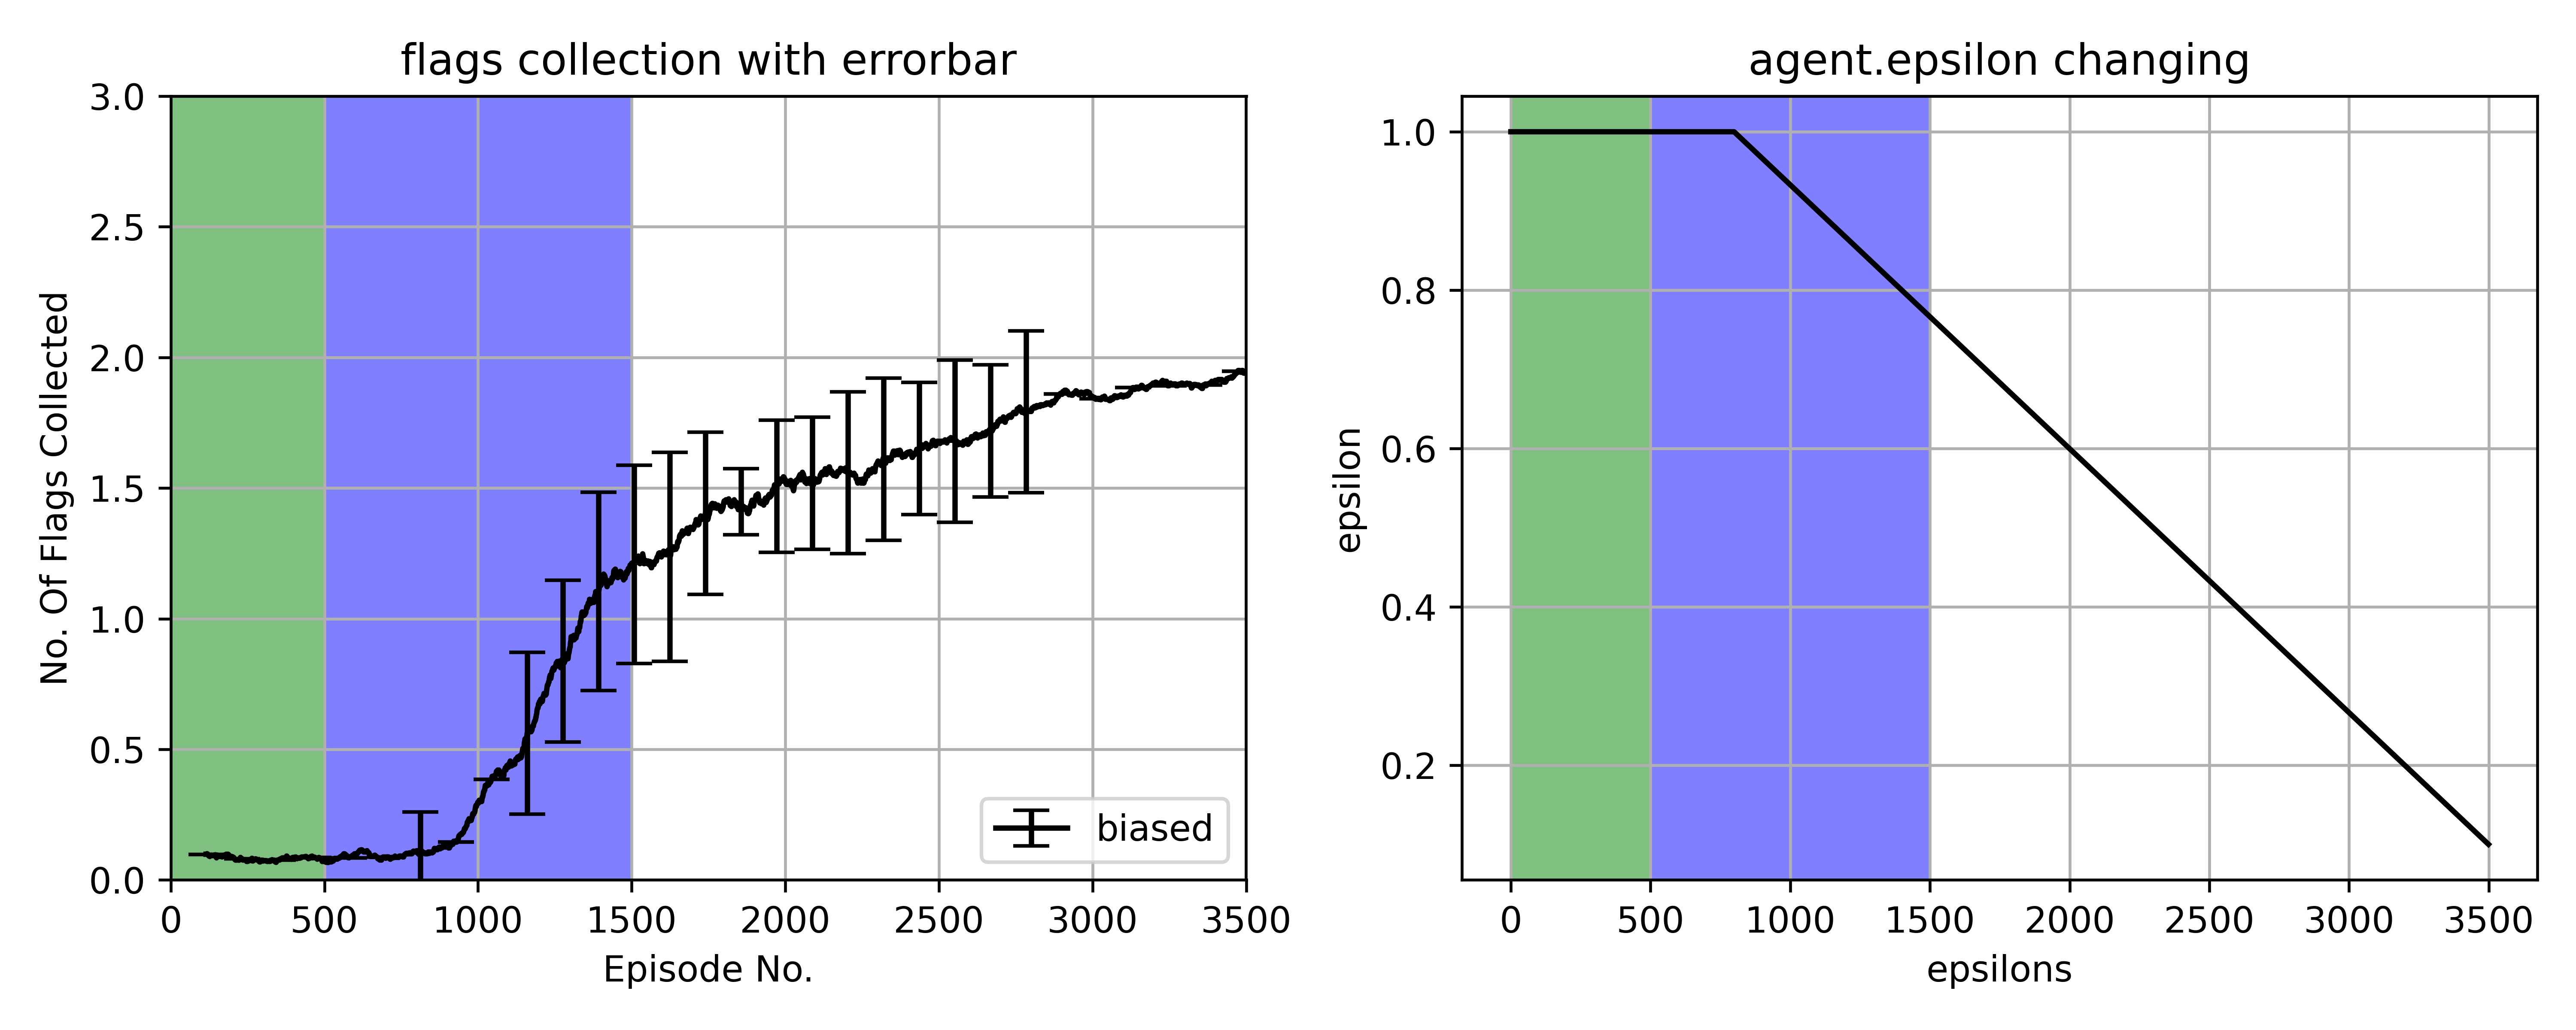 flags collection with errorbar
3.0
2.5
2.0
1.5
1.0
0.5
0.0
No. Of Flags Collected
0 500 1000 1500 2000 2500 3000 3500
Episode No.
biased
agent.epsilon changing
1.0
0.8
0.6
0.4
0.2
epsilon
0 500 1000 1500 2000 2500 3000 3500
epsilons